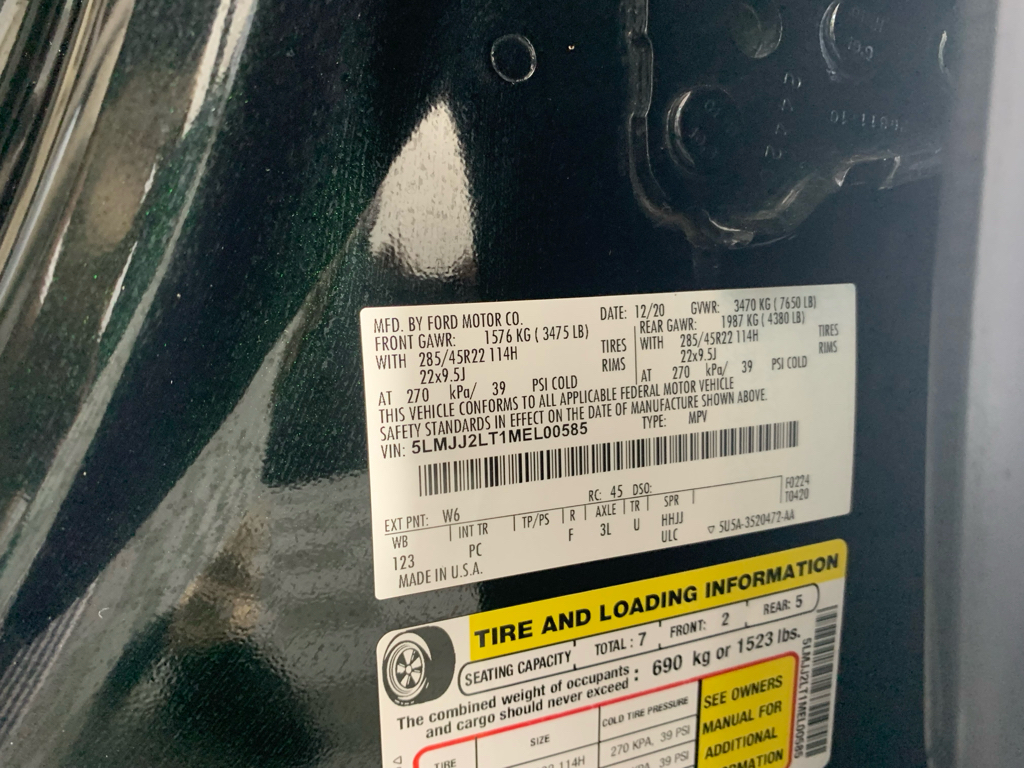 MFD. BY FORD MOTOR CO.
DATE: 12/20 GVWR: 3470 KG ( 7650 LB)
FRONT GAWR: 1576 KG ( 3475 LB)
WITH 285/45R22 114H TIRES
22x9.5J RIMS
AT 270 kPa/ 39 PSI COLD
REAR GAWR: 1987 KG ( 4380 LB)
WITH 285/45R22 114H TIRES
22x9.5J RIMS
AT 270 kPa/ 39 PSI COLD
THIS VEHICLE CONFORMS TO ALL APPLICABLE FEDERAL MOTOR VEHICLE
SAFETY STANDARDS IN EFFECT ON THE DATE OF MANUFACTURE SHOWN ABOVE.
VIN: 5LMJJ2LT1MEL00585 TYPE: MPV
EXT PNT: W6 RC: 45 DSO:
F0224
T0420
WB INT TR TP/PS R AXLE TR SPR
123 PC F 3L U HHJJ
ULC
MADE IN U.S.A.
▽ 5U5A-3520472-AA
TIRE AND LOADING INFORMATION
SEATING CAPACITY TOTAL : 7 FRONT: 2 REAR: 5
The combined weight of occupants
and cargo should never exceed : 690 kg or 1523 lbs.
TIRE SIZE COLD TIRE PRESSURE
114H 270 KPA, 39 PSI
KPA, 39 PSI
SEE OWNERS
MANUAL FOR
ADDITIONAL
5LMJJ2LT1MEL00585